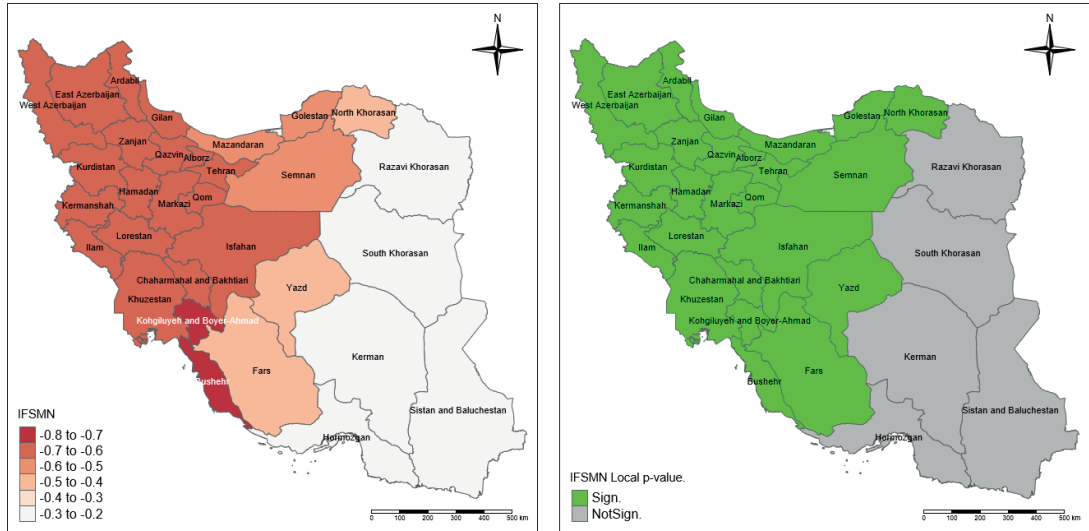 N
Ardabil
East Azerbaijan
West Azerbaijan
Gilan
Golestan
North Khorasan
Zanjan
Mazandaran
Qazvin
Alborz
Tehran
Razavi Khorasan
Kurdistan
Semnan
Hamadan
Qom
Kermanshah
Markazi
Lorestan
Ilam
Isfahan
South Khorasan
Chaharmahal and Bakhtiari
Yazd
Khuzestan
Kohgiluyeh and Boyer-Ahmad
Kerman
Fars
Bushehr
Sistan and Baluchestan
Hormozgan
IFSMN
-0.8 to -0.7
-0.7 to -0.6
-0.6 to -0.5
-0.5 to -0.4
-0.4 to -0.3
-0.3 to -0.2
0 100 200 300 400 500 km
N
Ardabil
East Azerbaijan
West Azerbaijan
Gilan
Golestan
North Khorasan
Zanjan
Mazandaran
Qazvin
Alborz
Tehran
Razavi Khorasan
Kurdistan
Semnan
Hamadan
Qom
Kermanshah
Markazi
Lorestan
Ilam
Isfahan
South Khorasan
Chaharmahal and Bakhtiari
Yazd
Khuzestan
Kohgiluyeh and Boyer-Ahmad
Kerman
Fars
Bushehr
Sistan and Baluchestan
Hormozgan
IFSMN Local p-value.
Sign.
NotSign.
0 100 200 300 400 500 km